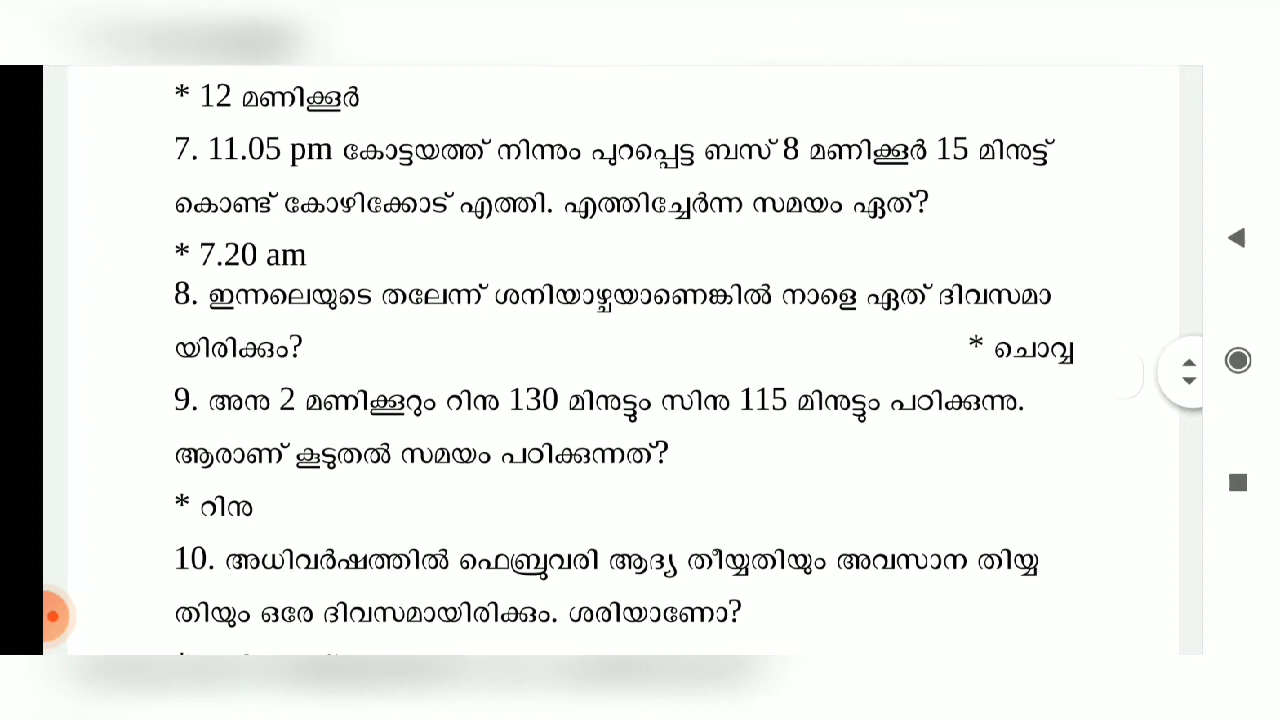 * 12 മണിക്കൂർ
7. 11.05 pm കോട്ടയത്ത് നിന്നും പുറപ്പെട്ട ബസ് 8 മണിക്കൂർ 15 മിനുട്ട്
കൊണ്ട് കോഴിക്കോട് എത്തി. എത്തിച്ചേർന്ന സമയം ഏത്?
* 7.20 am
8. ഇന്നലെയുടെ തലേന്ന് ശനിയാഴ്ചയാണെങ്കിൽ നാളെ ഏത് ദിവസമാ
യിരിക്കും? * ചൊവ്വ
9. അനു 2 മണിക്കൂറും റിനു 130 മിനുട്ടും സിനു 115 മിനുട്ടും പഠിക്കുന്നു.
ആരാണ് കൂടുതൽ സമയം പഠിക്കുന്നത്?
* റിനു
10. അധിവർഷത്തിൽ ഫെബ്രുവരി ആദ്യ തീയ്യതിയും അവസാന തിയ്യ
തിയും ഒരേ ദിവസമായിരിക്കും. ശരിയാണോ?